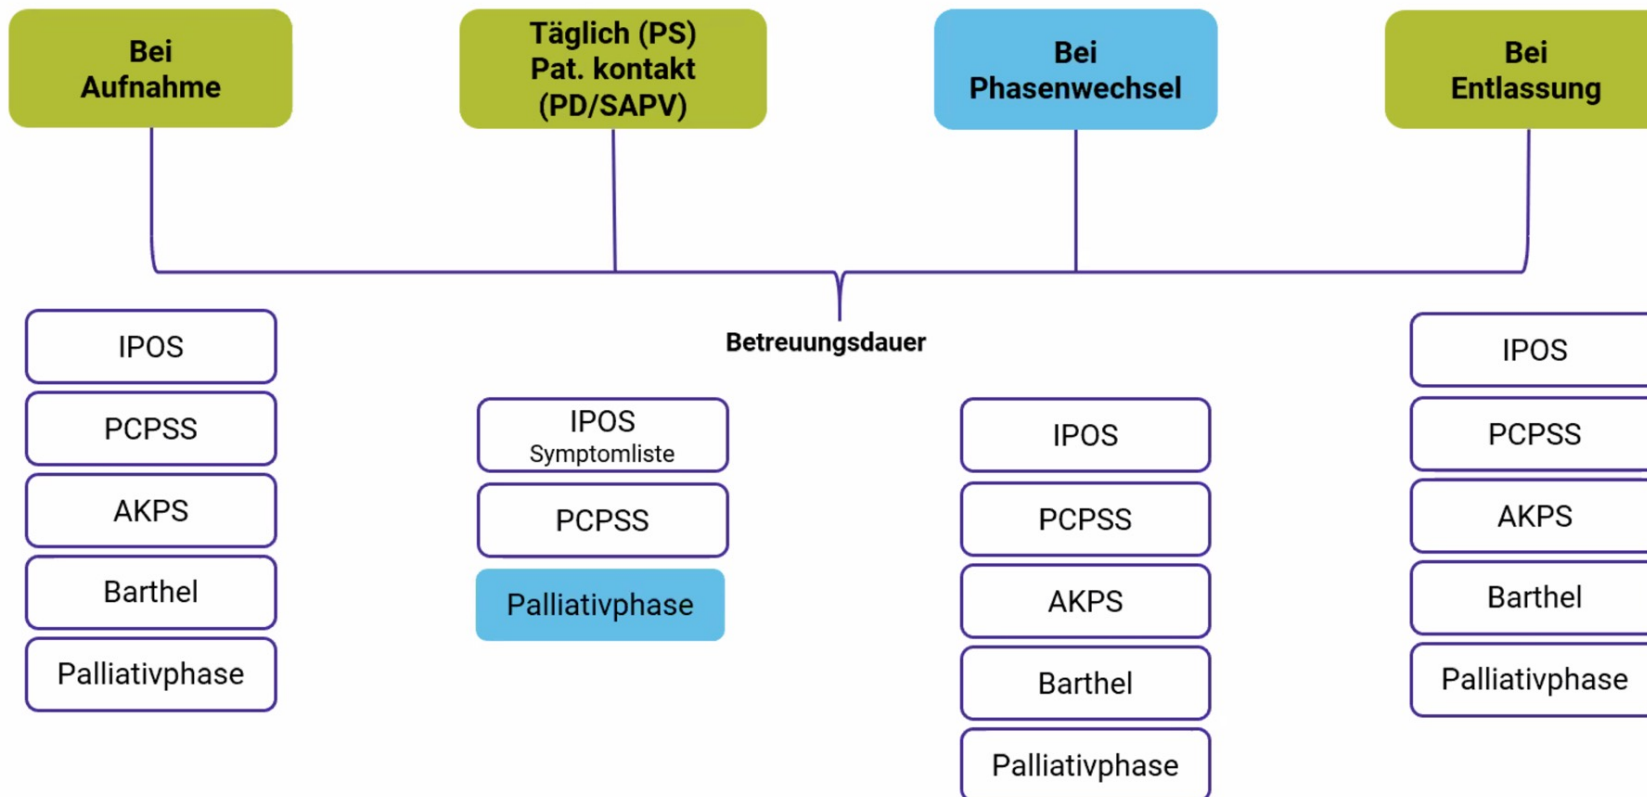 Bei
Aufnahme
Täglich (PS)
Pat. kontakt
(PD/SAPV)
Bei
Phasenwechsel
Bei
Entlassung
Betreuungsdauer
IPOS
PCPSS
AKPS
Barthel
Palliativphase
IPOS
Symptomliste
PCPSS
Palliativphase
IPOS
PCPSS
AKPS
Barthel
Palliativphase
IPOS
PCPSS
AKPS
Barthel
Palliativphase